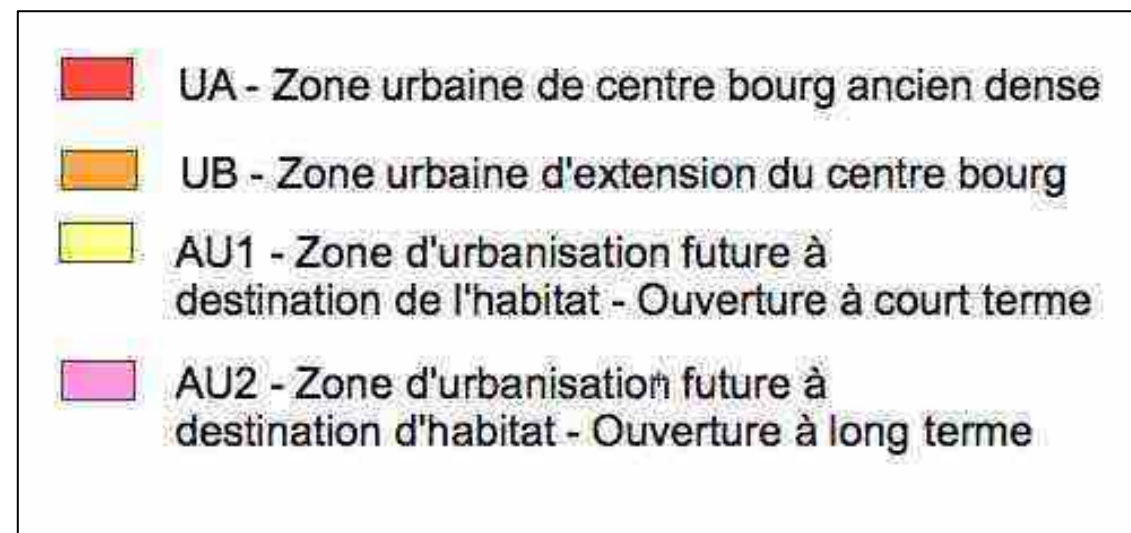 UA - Zone urbaine de centre bourg ancien dense
UB - Zone urbaine d'extension du centre bourg
AU1 - Zone d'urbanisation future à
destination de l'habitat - Ouverture à court terme
AU2 - Zone d'urbanisation future à
destination d'habitat - Ouverture à long terme